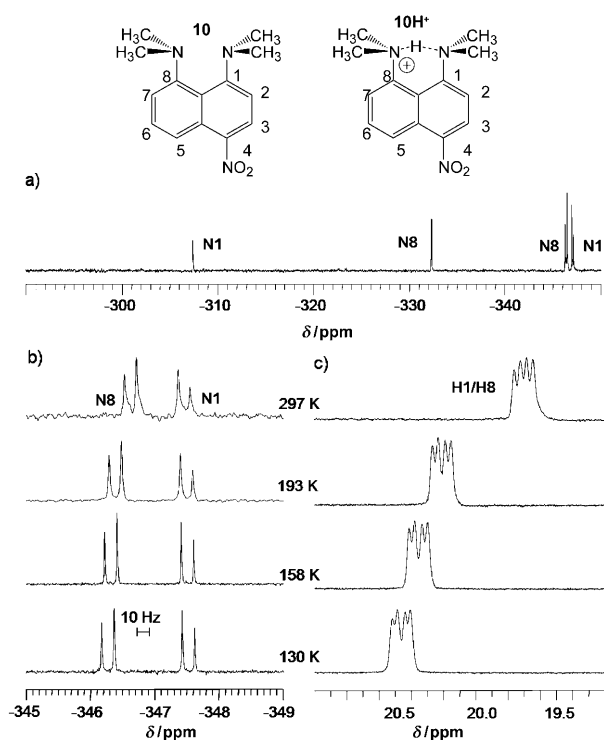 10
10H⁺
H₃C
H₃C
N
N
CH₃
CH₃
8
1
7
2
6
3
5
4
NO₂
H₃C
H₃C
N
H
N
CH₃
CH₃
+
8
1
7
2
6
3
5
4
NO₂
a)
N1
N8
N8
N1
-300
-310
-320
-330
-340
δ/ppm
b)
c)
N8
N1
297 K
H1/H8
193 K
158 K
10 Hz
130 K
-345
-346
-347
-348
-349
δ/ppm
20.5
20.0
19.5
δ/ppm